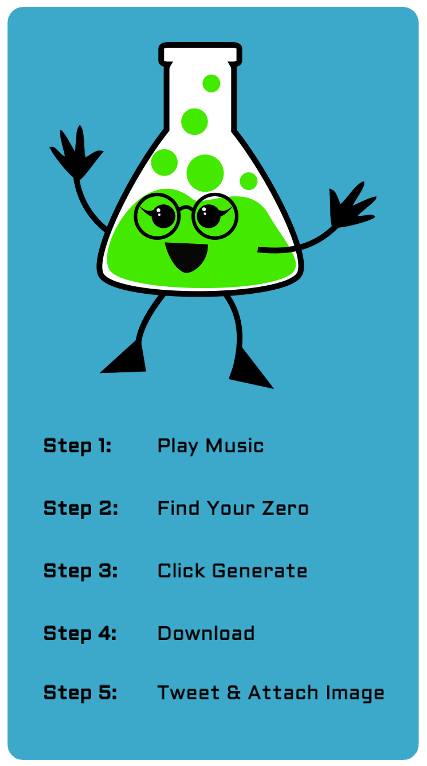 Step 1: Play Music
Step 2: Find Your Zero
Step 3: Click Generate
Step 4: Download
Step 5: Tweet & Attach Image